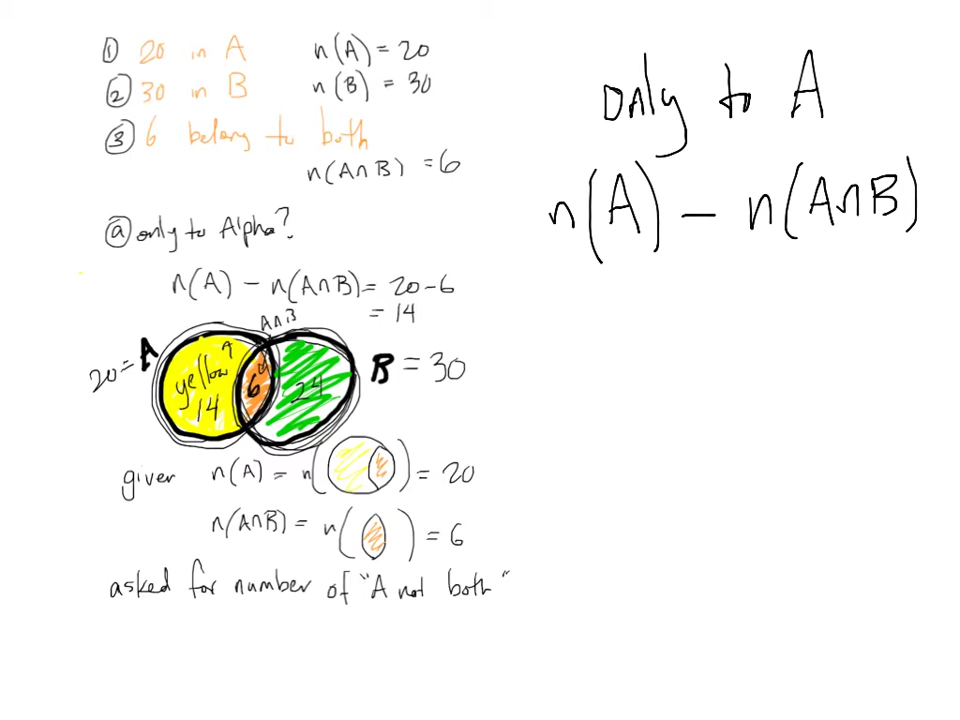 ① 20 in A n(A) = 20
② 30 in B n(B) = 30
③ 6 belong to both
n(A∩B) = 6
ⓐ only to Alpha?
n(A) − n(A∩B) = 20 − 6
= 14
A∩B
20 = A
yellow A
14
6
24
B = 30
given n(A) = n( ) = 20
n(A∩B) = n( ) = 6
asked for number of "A not both"
only to A
n(A) − n(A∩B)